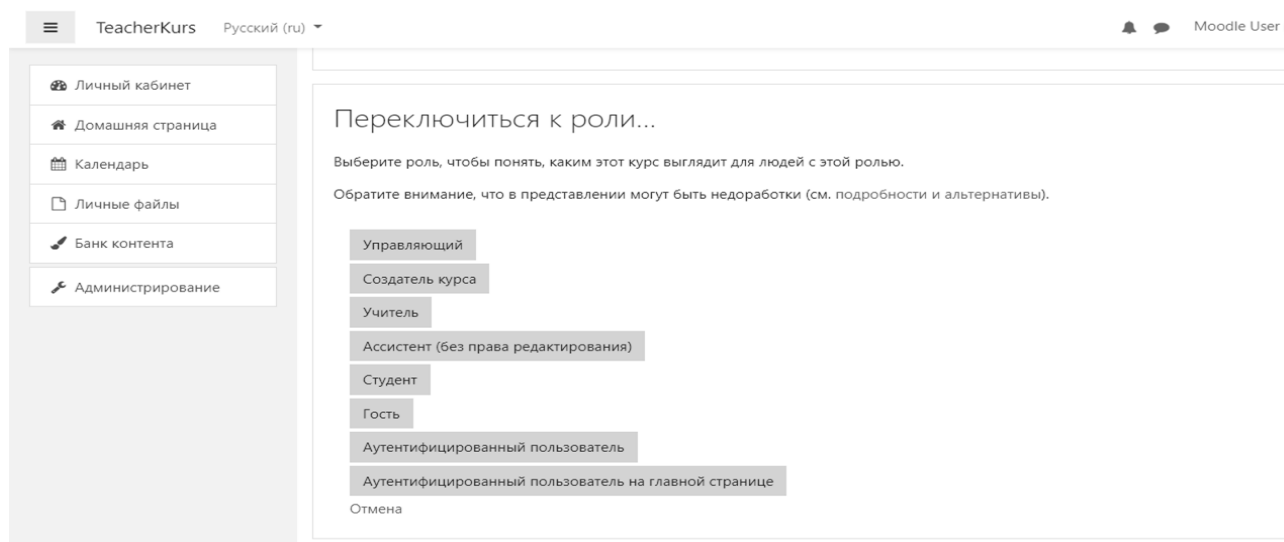 TeacherKurs Русский (ru) Moodle User
Личный кабинет
Домашняя страница
Календарь
Личные файлы
Банк контента
Администрирование
Переключиться к роли...
Выберите роль, чтобы понять, каким этот курс выглядит для людей с этой ролью.
Обратите внимание, что в представлении могут быть недоработки (см. подробности и альтернативы).
Управляющий
Создатель курса
Учитель
Ассистент (без права редактирования)
Студент
Гость
Аутентифицированный пользователь
Аутентифицированный пользователь на главной странице
Отмена